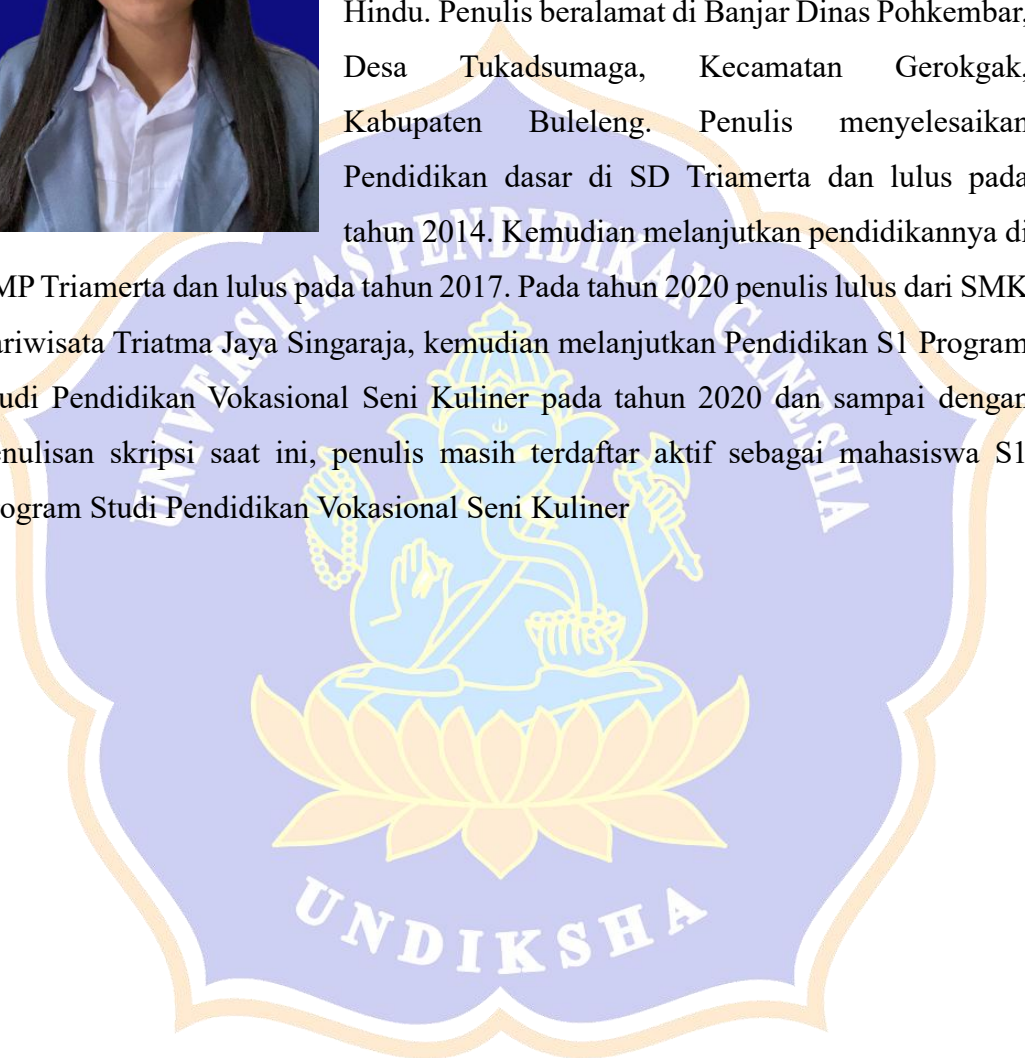 Hindu. Penulis beralamat di Banjar Dinas Pohkembar,
Desa Tukadsumaga, Kecamatan Gerokgak,
Kabupaten Buleleng. Penulis menyelesaikan
Pendidikan dasar di SD Triamerta dan lulus pada
tahun 2014. Kemudian melanjutkan pendidikannya di
MP Triamerta dan lulus pada tahun 2017. Pada tahun 2020 penulis lulus dari SMK
ariwisata Triatma Jaya Singaraja, kemudian melanjutkan Pendidikan S1 Program
udi Pendidikan Vokasional Seni Kuliner pada tahun 2020 dan sampai dengan
enulisan skripsi saat ini, penulis masih terdaftar aktif sebagai mahasiswa S1
ogram Studi Pendidikan Vokasional Seni Kuliner
UNIVERSITAS PENDIDIKAN GANESHA
UNDIKSHA